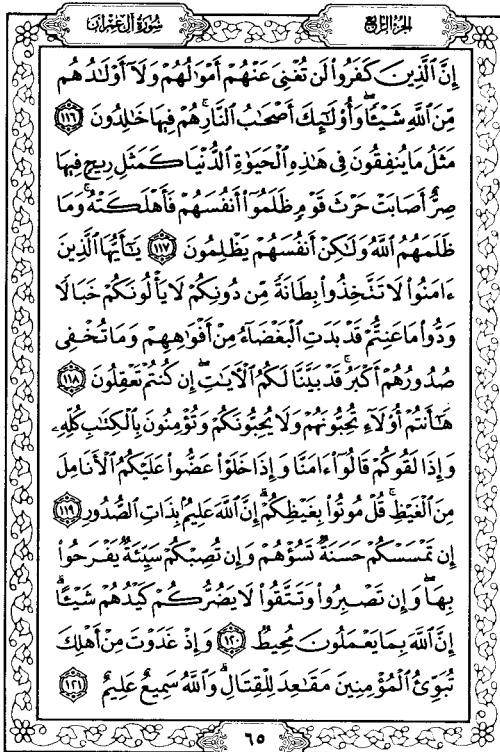 سُورَةُ آلِ عِمْرَانَ
الجُزْءُ الرَّابِعُ
إِنَّ ٱلَّذِينَ كَفَرُوا۟ لَن تُغْنِىَ عَنْهُمْ أَمْوَٰلُهُمْ وَلَآ أَوْلَـٰدُهُم
مِّنَ ٱللَّهِ شَيْـًٔا ۖ وَأُو۟لَـٰٓئِكَ أَصْحَـٰبُ ٱلنَّارِ ۚ هُمْ فِيهَا خَـٰلِدُونَ ١١٦
مَثَلُ مَا يُنفِقُونَ فِى هَـٰذِهِ ٱلْحَيَوٰةِ ٱلدُّنْيَا كَمَثَلِ رِيحٍ فِيهَا
صِرٌّ أَصَابَتْ حَرْثَ قَوْمٍ ظَلَمُوٓا۟ أَنفُسَهُمْ فَأَهْلَكَتْهُ ۚ وَمَا
ظَلَمَهُمُ ٱللَّهُ وَلَـٰكِنْ أَنفُسَهُمْ يَظْلِمُونَ ١١٧ يَـٰٓأَيُّهَا ٱلَّذِينَ
ءَامَنُوا۟ لَا تَتَّخِذُوا۟ بِطَانَةً مِّن دُونِكُمْ لَا يَأْلُونَكُمْ خَبَالًا
وَدُّوا۟ مَا عَنِتُّمْ قَدْ بَدَتِ ٱلْبَغْضَآءُ مِنْ أَفْوَٰهِهِمْ وَمَا تُخْفِى
صُدُورُهُمْ أَكْبَرُ ۚ قَدْ بَيَّنَّا لَكُمُ ٱلْـَٔايَـٰتِ ۖ إِن كُنتُمْ تَعْقِلُونَ ١١٨
هَـٰٓأَنتُمْ أُو۟لَآءِ تُحِبُّونَهُمْ وَلَا يُحِبُّونَكُمْ وَتُؤْمِنُونَ بِٱلْكِتَـٰبِ كُلِّهِۦ
وَإِذَا لَقُوكُمْ قَالُوٓا۟ ءَامَنَّا وَإِذَا خَلَوْا۟ عَضُّوا۟ عَلَيْكُمُ ٱلْأَنَامِلَ
مِنَ ٱلْغَيْظِ ۚ قُلْ مُوتُوا۟ بِغَيْظِكُمْ ۗ إِنَّ ٱللَّهَ عَلِيمٌۢ بِذَاتِ ٱلصُّدُورِ ١١٩
إِن تَمْسَسْكُمْ حَسَنَةٌ تَسُؤْهُمْ وَإِن تُصِبْكُمْ سَيِّئَةٌ يَفْرَحُوا۟
بِهَا ۖ وَإِن تَصْبِرُوا۟ وَتَتَّقُوا۟ لَا يَضُرُّكُمْ كَيْدُهُمْ شَيْـًٔا ۗ
إِنَّ ٱللَّهَ بِمَا يَعْمَلُونَ مُحِيطٌ ١٢٠ وَإِذْ غَدَوْتَ مِنْ أَهْلِكَ
تُبَوِّئُ ٱلْمُؤْمِنِينَ مَقَـٰعِدَ لِلْقِتَالِ ۗ وَٱللَّهُ سَمِيعٌ عَلِيمٌ ١٢١
٦٥